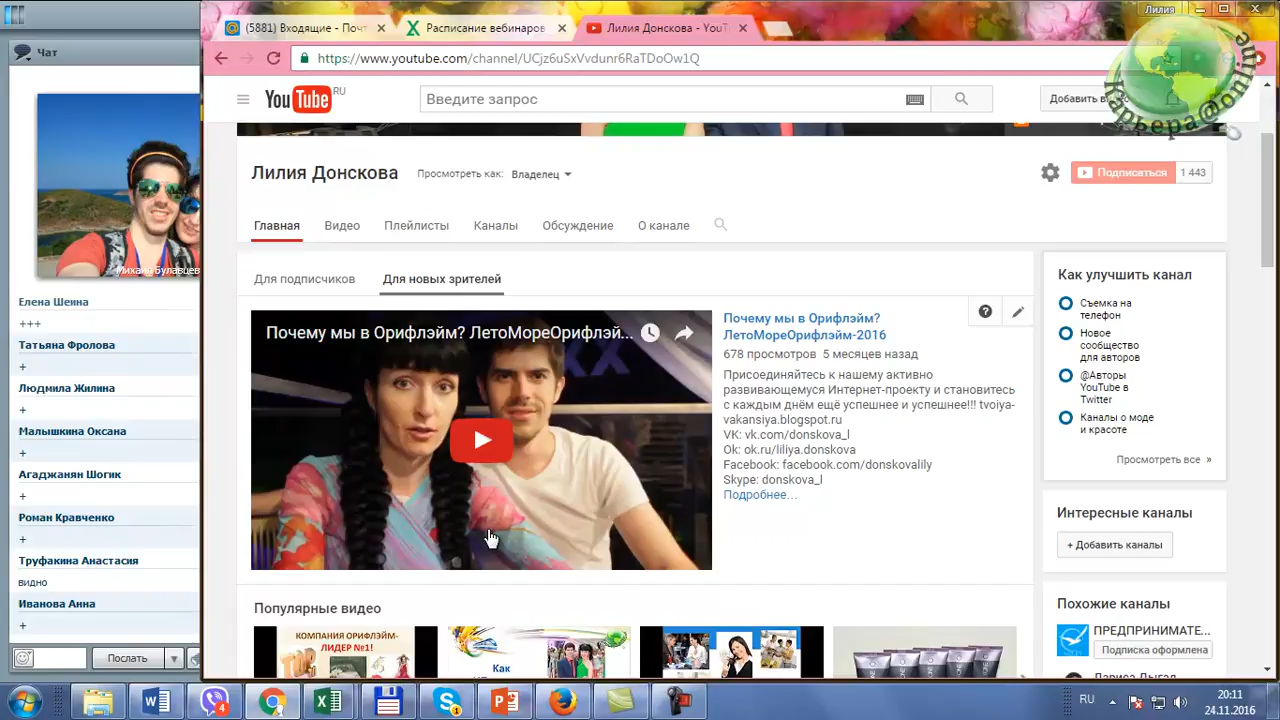 Лилия
(5881) Входящие - Почт
Расписание вебинаров
Лилия Донскова - YouT
https://www.youtube.com/channel/UCjz6uSxVvdunr6RaTDoOw1Q
Карьера@online
Чат
Михаил Булавцев
Елена Шеина
+++
Татьяна Фролова
+
Людмила Жилина
+
Малышкина Оксана
+
Агаджанян Шогик
+
Роман Кравченко
+
Труфакина Анастасия
видно
Иванова Анна
+
Послать
YouTube RU
Введите запрос
Добавить в
Лилия Донскова
Просмотреть как: Владелец
Подписаться 1 443
Главная Видео Плейлисты Каналы Обсуждение О канале
Для подписчиков Для новых зрителей
Почему мы в Орифлэйм? ЛетоМореОрифлэй...
Почему мы в Орифлэйм?
ЛетоМореОрифлэйм-2016
678 просмотров 5 месяцев назад
Присоединяйтесь к нашему активно
развивающемуся Интернет-проекту и становитесь
с каждым днём ещё успешнее и успешнее!!! tvoiya-
vakansiya.blogspot.ru
VK: vk.com/donskova_l
Ok: ok.ru/liliya.donskova
Facebook: facebook.com/donskovalily
Skype: donskova_l
Подробнее...
Как улучшить канал
Съемка на
телефон
Новое
сообщество
для авторов
@Авторы
YouTube в
Twitter
Каналы о моде
и красоте
Просмотреть все »
Интересные каналы
+ Добавить каналы
Похожие каналы
ПРЕДПРИНИМАТЕ...
Подписка оформлена
Лариса Дыгал
Популярные видео
КОМПАНИЯ ОРИФЛЭЙМ-
ЛИДЕР №1!
Как
4
1
RU
20:11
24.11.2016